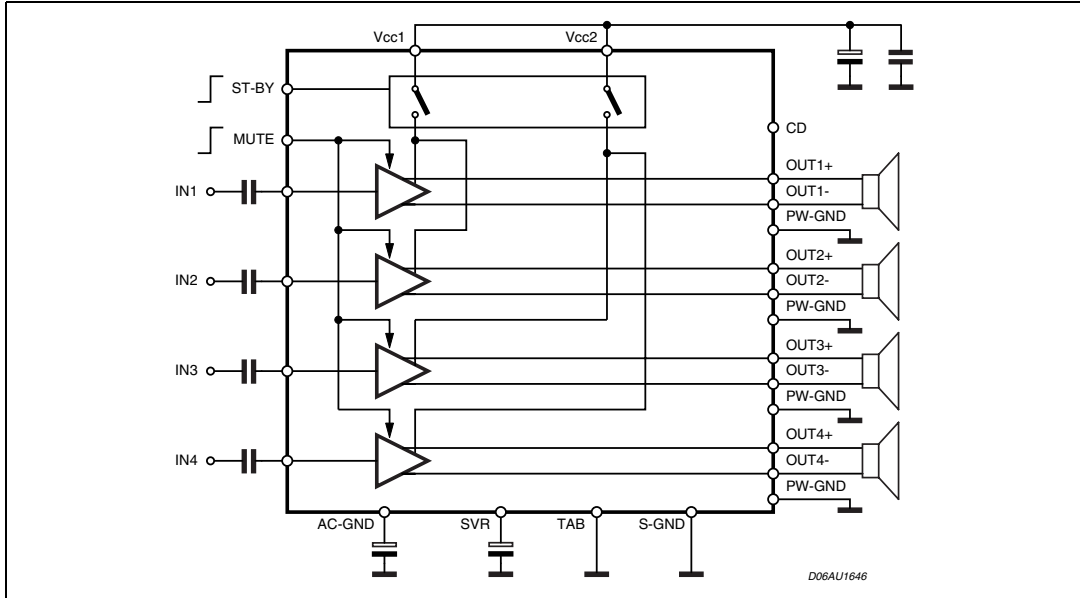 Vcc1
Vcc2
ST-BY
CD
MUTE
OUT1+
IN1
OUT1-
PW-GND
OUT2+
IN2
OUT2-
PW-GND
OUT3+
IN3
OUT3-
PW-GND
OUT4+
IN4
OUT4-
PW-GND
AC-GND
SVR
TAB
S-GND
D06AU1646